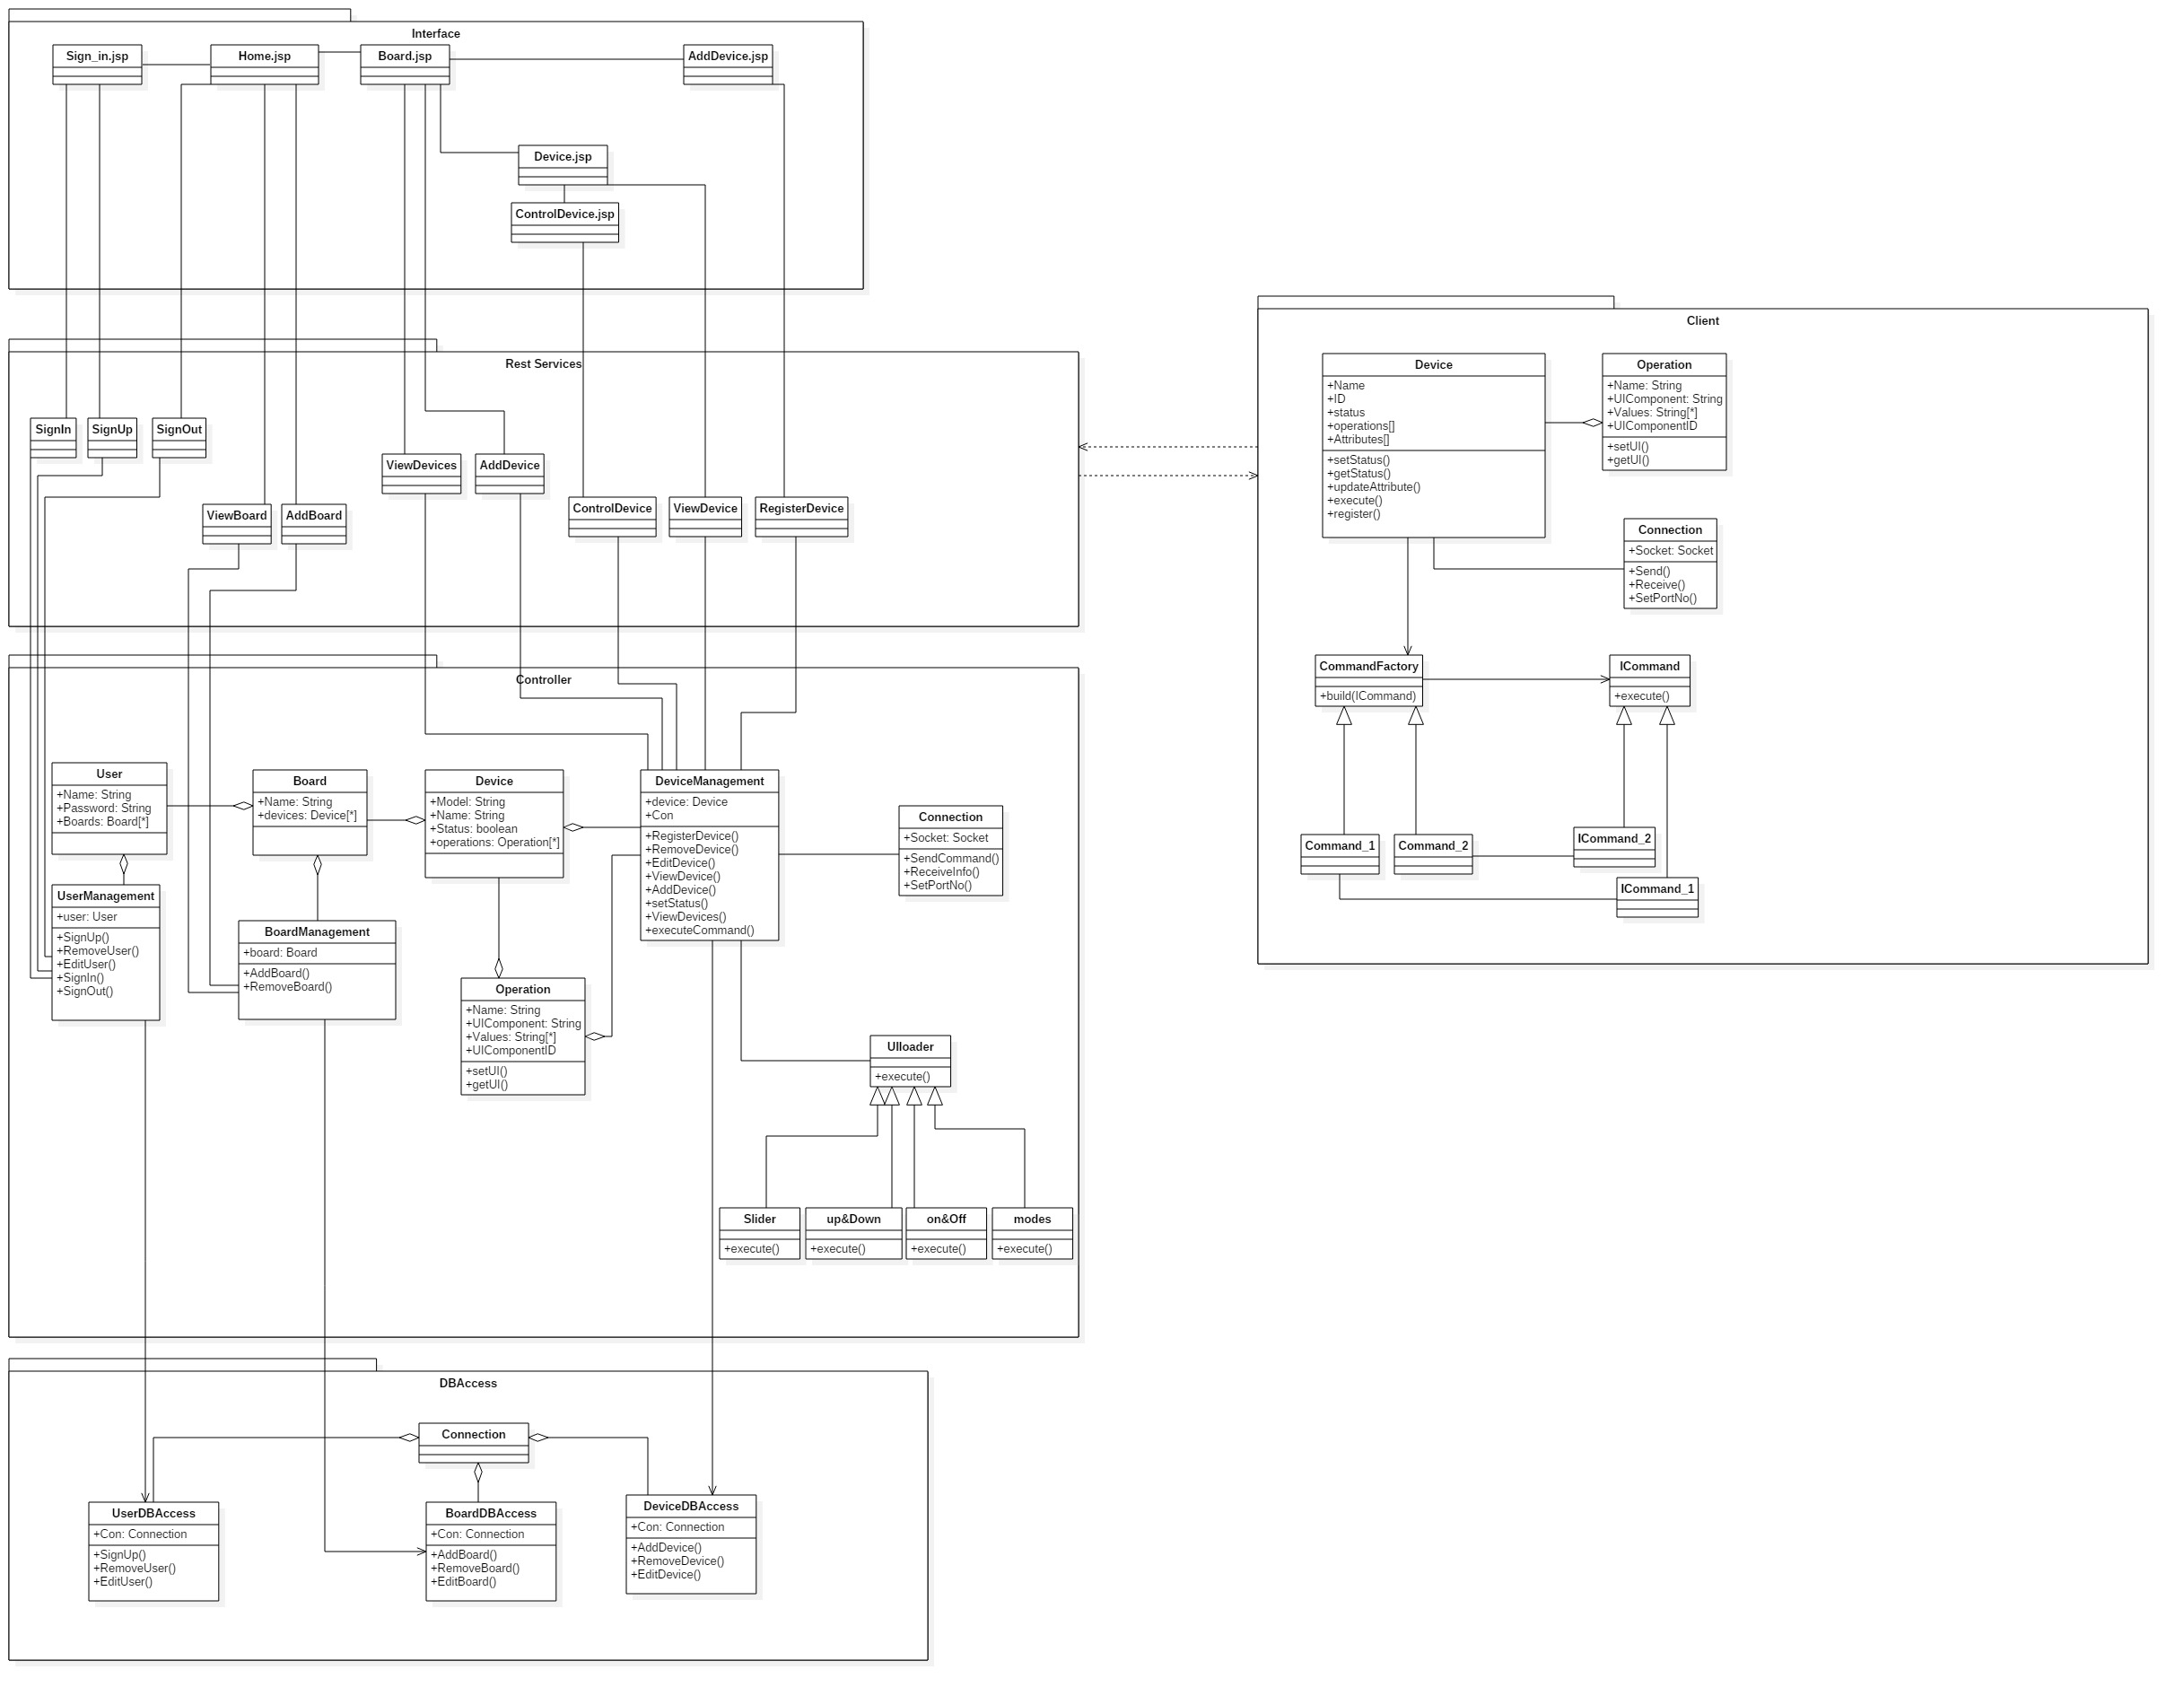 Interface
Sign_in.jsp
Home.jsp
Board.jsp
AddDevice.jsp
Device.jsp
ControlDevice.jsp
Rest Services
SignIn
SignUp
SignOut
ViewDevices
AddDevice
ViewBoard
AddBoard
ControlDevice
ViewDevice
RegisterDevice
Client
Device
+Name
+ID
+status
+operations[]
+Attributes[]
+setStatus()
+getStatus()
+updateAttribute()
+execute()
+register()
Operation
+Name: String
+UIComponent: String
+Values: String[*]
+UIComponentID
+setUI()
+getUI()
Connection
+Socket: Socket
+Send()
+Receive()
+SetPortNo()
CommandFactory
+build(ICommand)
ICommand
+execute()
Command_1
Command_2
ICommand_2
ICommand_1
Controller
User
+Name: String
+Password: String
+Boards: Board[*]
Board
+Name: String
+devices: Device[*]
Device
+Model: String
+Name: String
+Status: boolean
+operations: Operation[*]
DeviceManagement
+device: Device
+Con
+RegisterDevice()
+RemoveDevice()
+EditDevice()
+ViewDevice()
+AddDevice()
+setStatus()
+ViewDevices()
+executeCommand()
Connection
+Socket: Socket
+SendCommand()
+ReceiveInfo()
+SetPortNo()
UserManagement
+user: User
+SignUp()
+RemoveUser()
+EditUser()
+SignIn()
+SignOut()
BoardManagement
+board: Board
+AddBoard()
+RemoveBoard()
Operation
+Name: String
+UIComponent: String
+Values: String[*]
+UIComponentID
+setUI()
+getUI()
UIloader
+execute()
Slider
+execute()
up&Down
+execute()
on&Off
+execute()
modes
+execute()
DBAccess
Connection
UserDBAccess
+Con: Connection
+SignUp()
+RemoveUser()
+EditUser()
BoardDBAccess
+Con: Connection
+AddBoard()
+RemoveBoard()
+EditBoard()
DeviceDBAccess
+Con: Connection
+AddDevice()
+RemoveDevice()
+EditDevice()